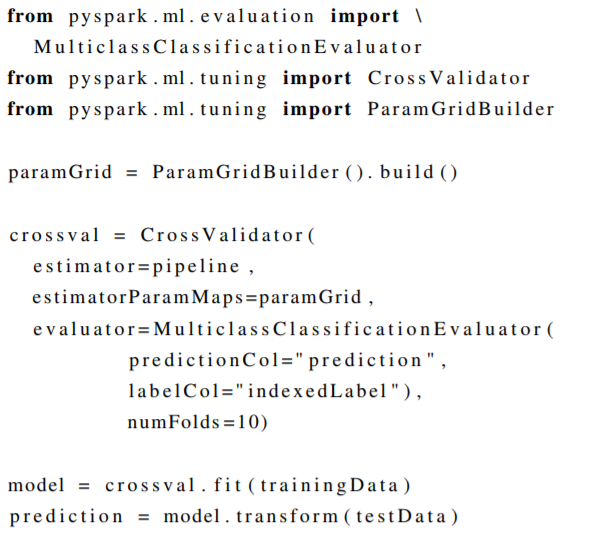 from pyspark.ml.evaluation import \
MulticlassClassificationEvaluator
from pyspark.ml.tuning import CrossValidator
from pyspark.ml.tuning import ParamGridBuilder
paramGrid = ParamGridBuilder().build()
crossval = CrossValidator(
estimator=pipeline,
estimatorParamMaps=paramGrid,
evaluator=MulticlassClassificationEvaluator(
predictionCol="prediction",
labelCol="indexedLabel"),
numFolds=10)
model = crossval.fit(trainingData)
prediction = model.transform(testData)